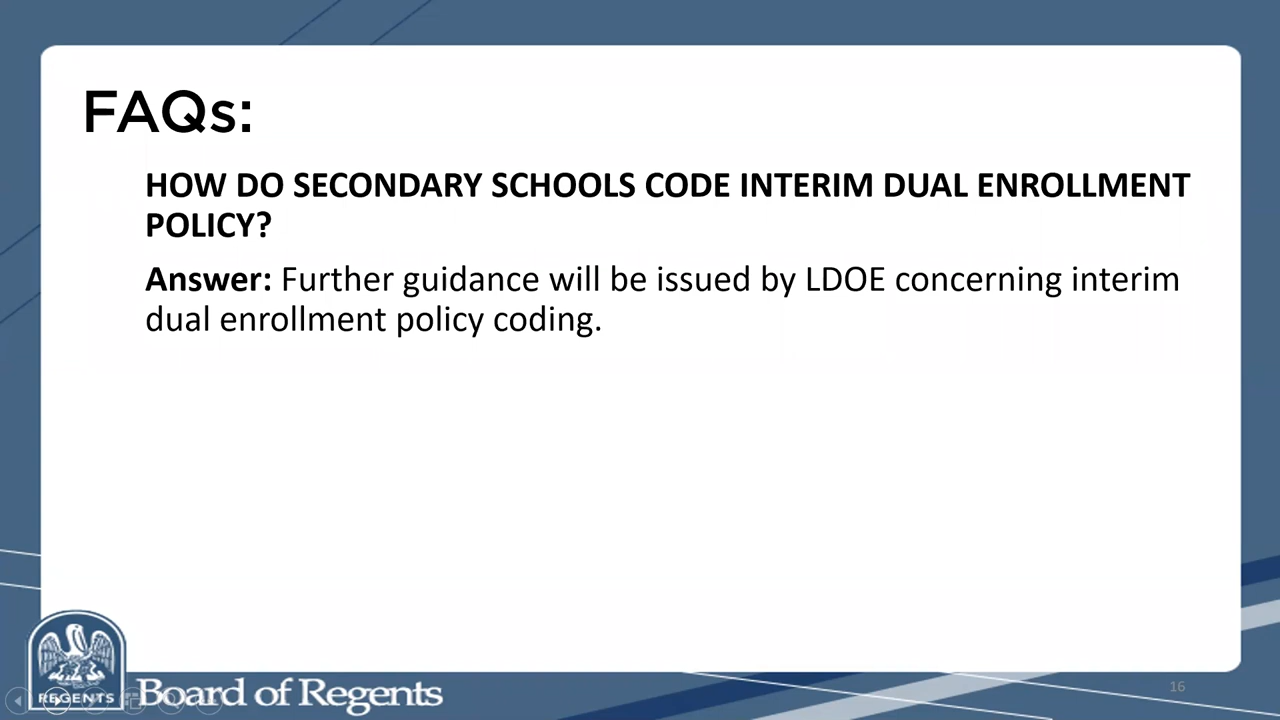 FAQs:
HOW DO SECONDARY SCHOOLS CODE INTERIM DUAL ENROLLMENT
POLICY?
Answer: Further guidance will be issued by LDOE concerning interim
dual enrollment policy coding.
REGENTS
Board of Regents
16